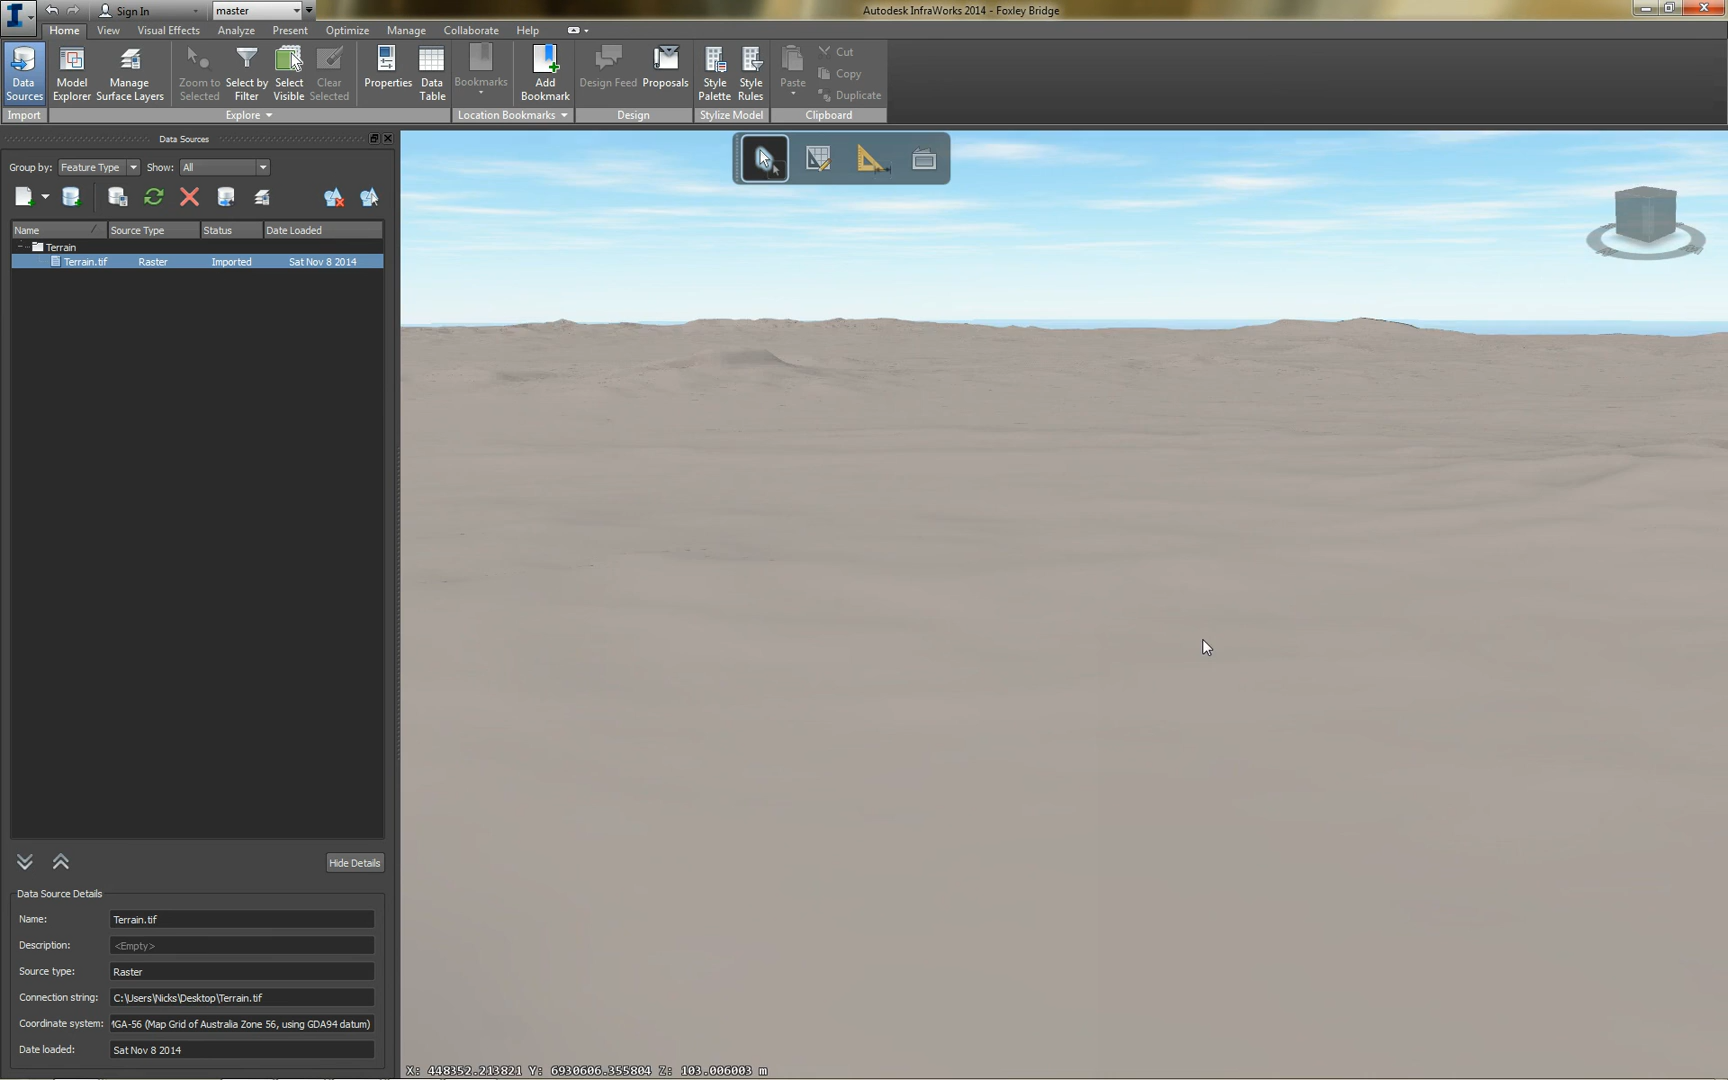 Sign In
master
Autodesk InfraWorks 2014 - Foxley Bridge
Home View Visual Effects Analyze Present Optimize Manage Collaborate Help
Data Sources
Model Explorer
Manage Surface Layers
Zoom to Selected
Select by Filter
Select Visible
Clear Selected
Properties
Data Table
Bookmarks
Add Bookmark
Design Feed
Proposals
Style Palette
Style Rules
Paste
Cut
Copy
Duplicate
Import Explore Location Bookmarks Design Stylize Model Clipboard
Data Sources
Group by: Feature Type Show: All
Name Source Type Status Date Loaded
Terrain
Terrain.tif Raster Imported Sat Nov 8 2014
Hide Details
Data Source Details
Name: Terrain.tif
Description: <Empty>
Source type: Raster
Connection string: C:\Users\Nicks\Desktop\Terrain.tif
Coordinate system: MGA-56 (Map Grid of Australia Zone 56, using GDA94 datum)
Date loaded: Sat Nov 8 2014
X: 448352.213821 Y: 6930606.355804 Z: 103.006003 m